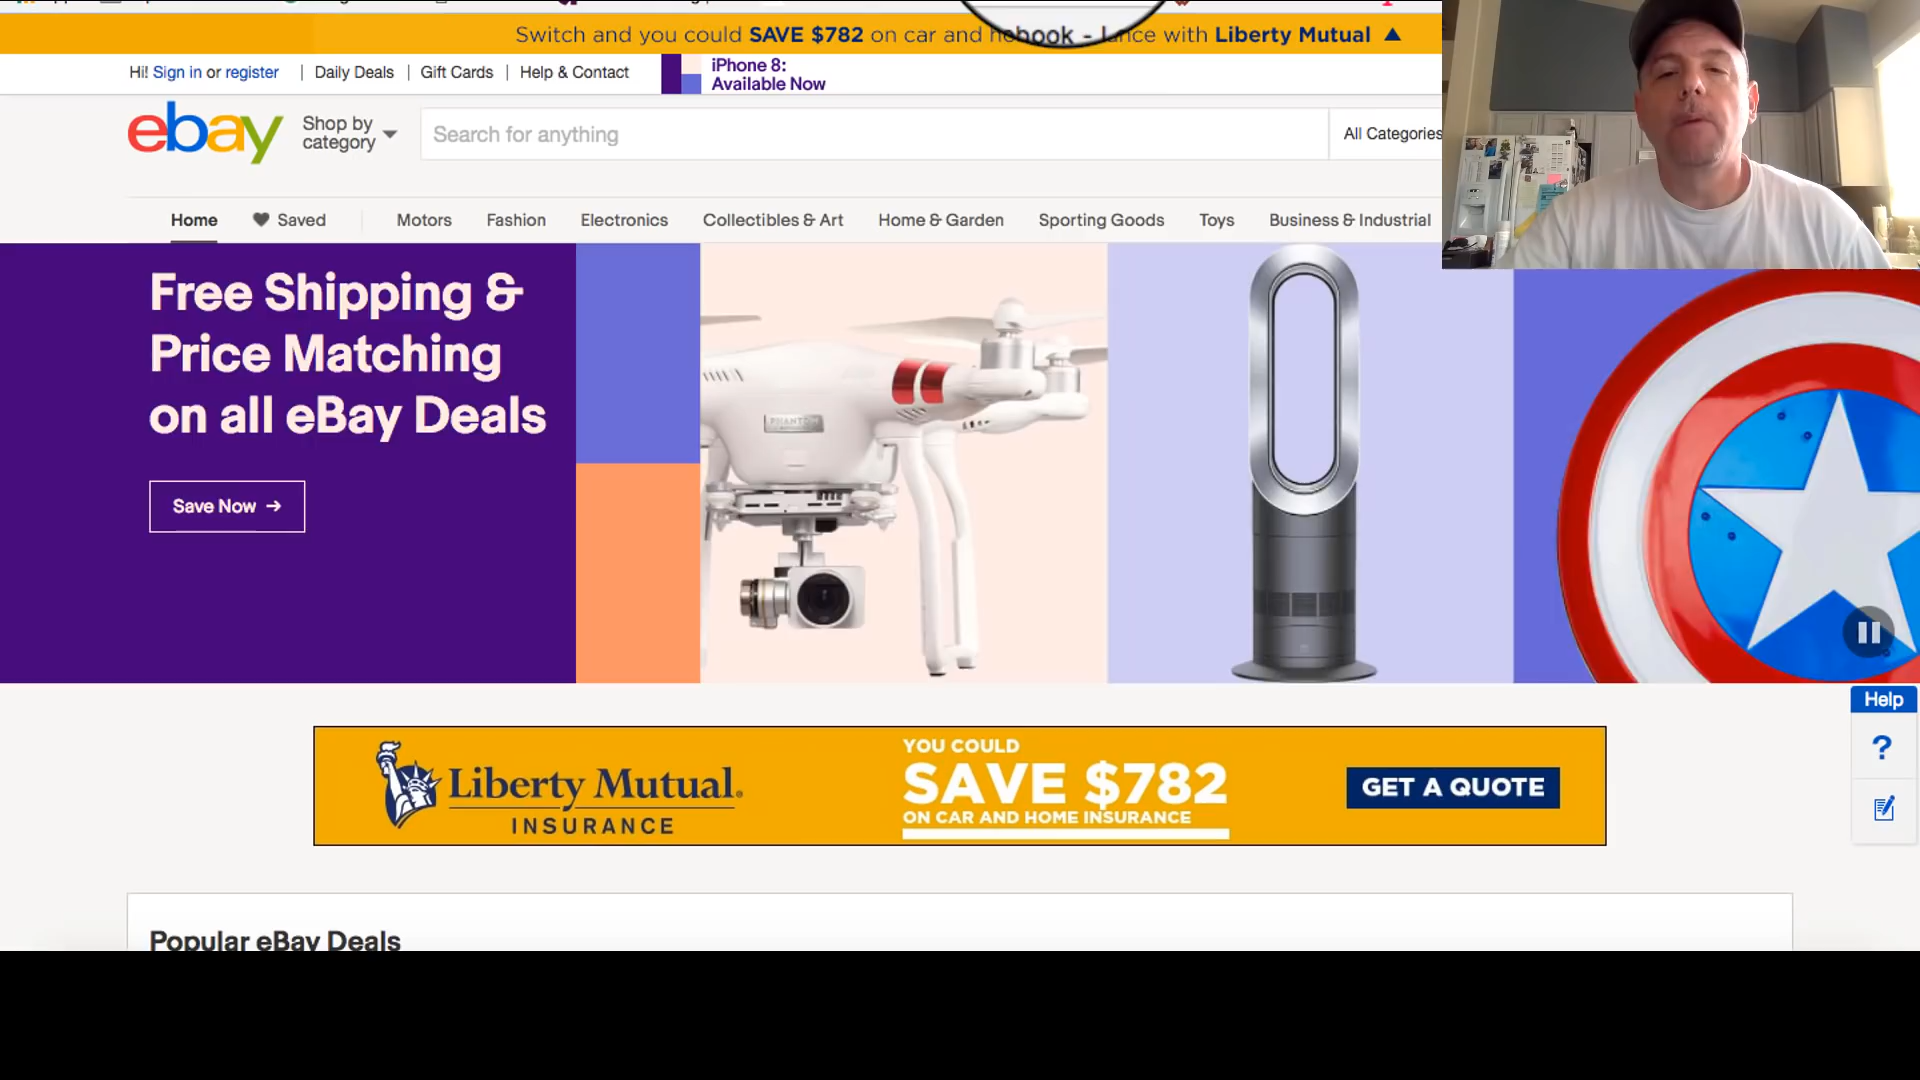 Switch and you could SAVE $782 on car and h
ebook - I
nce with Liberty Mutual
Hi! Sign in or register | Daily Deals | Gift Cards | Help & Contact
iPhone 8:
Available Now
ebay
Shop by
category
Search for anything
All Categories
Home
Saved
Motors
Fashion
Electronics
Collectibles & Art
Home & Garden
Sporting Goods
Toys
Business & Industrial
Free Shipping &
Price Matching
on all eBay Deals
Save Now →
PHANTOM
Help
?
Liberty Mutual®
INSURANCE
YOU COULD
SAVE $782
ON CAR AND HOME INSURANCE
GET A QUOTE
Popular eBay Deals